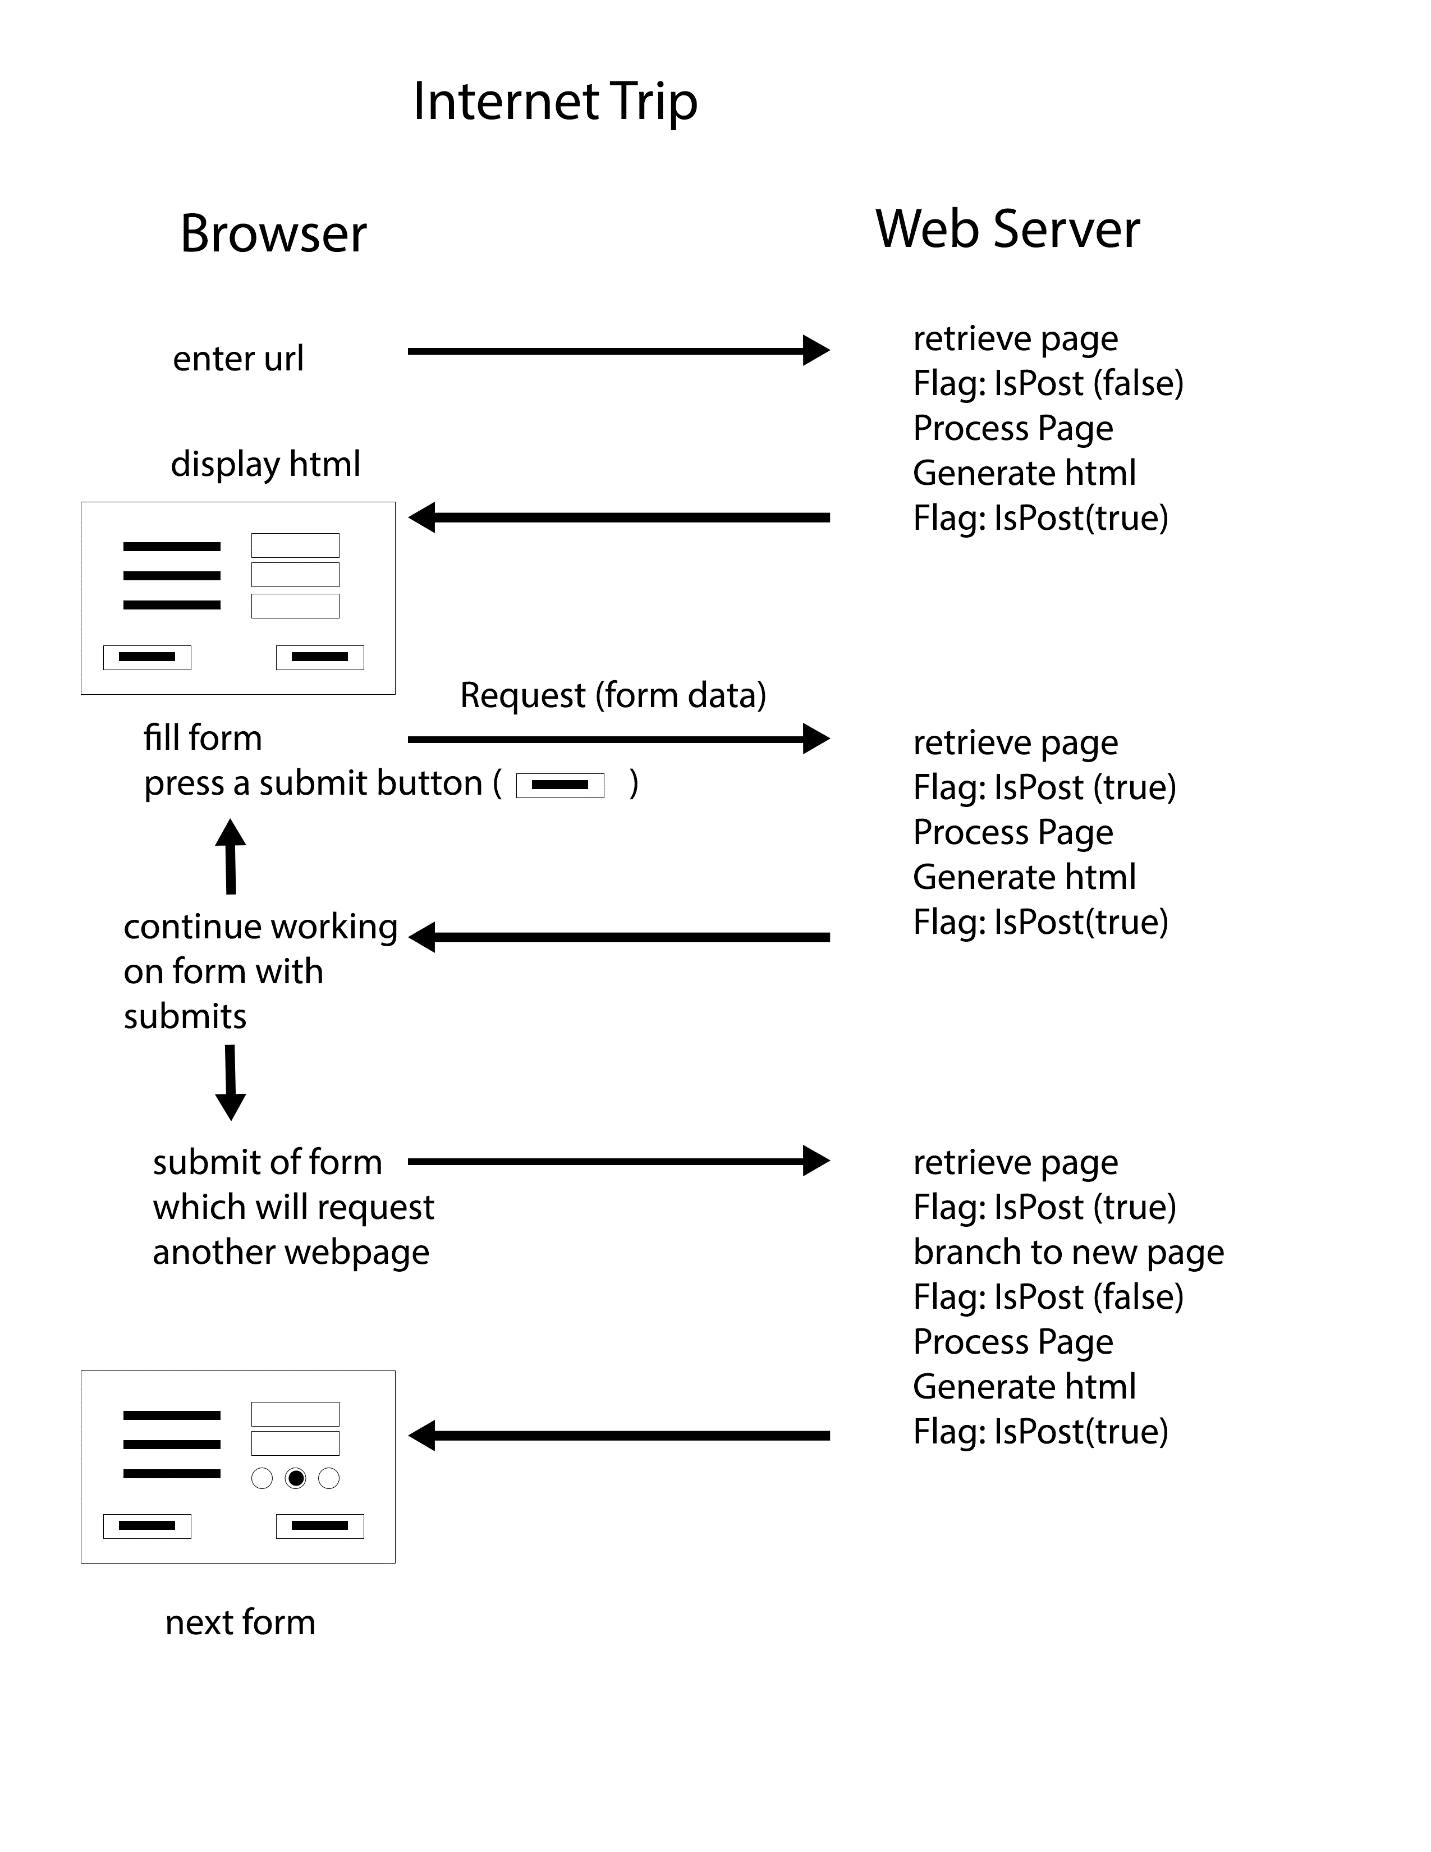 Internet Trip
Browser
Web Server
enter url
retrieve page
Flag: IsPost (false)
Process Page
Generate html
Flag: IsPost(true)
display html
Request (form data)
fill form
press a submit button ( )
retrieve page
Flag: IsPost (true)
Process Page
Generate html
Flag: IsPost(true)
continue working
on form with
submits
submit of form
which will request
another webpage
retrieve page
Flag: IsPost (true)
branch to new page
Flag: IsPost (false)
Process Page
Generate html
Flag: IsPost(true)
next form